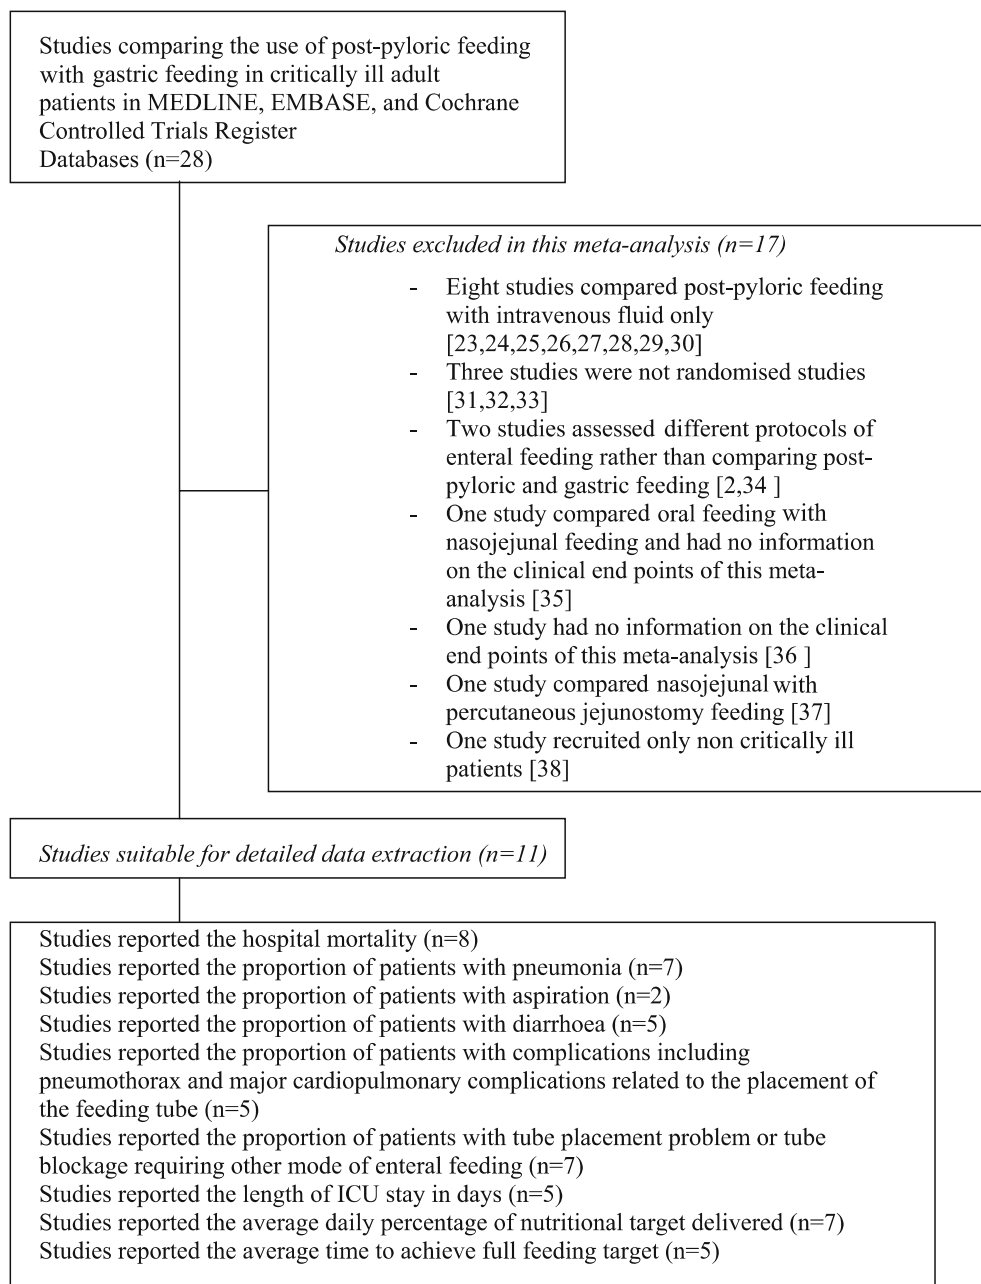 Studies comparing the use of post-pyloric feeding
with gastric feeding in critically ill adult
patients in MEDLINE, EMBASE, and Cochrane
Controlled Trials Register
Databases (n=28)
Studies excluded in this meta-analysis (n=17)
- Eight studies compared post-pyloric feeding
with intravenous fluid only
[23,24,25,26,27,28,29,30]
- Three studies were not randomised studies
[31,32,33]
- Two studies assessed different protocols of
enteral feeding rather than comparing post-
pyloric and gastric feeding [2,34 ]
- One study compared oral feeding with
nasojejunal feeding and had no information
on the clinical end points of this meta-
analysis [35]
- One study had no information on the clinical
end points of this meta-analysis [36 ]
- One study compared nasojejunal with
percutaneous jejunostomy feeding [37]
- One study recruited only non critically ill
patients [38]
Studies suitable for detailed data extraction (n=11)
Studies reported the hospital mortality (n=8)
Studies reported the proportion of patients with pneumonia (n=7)
Studies reported the proportion of patients with aspiration (n=2)
Studies reported the proportion of patients with diarrhoea (n=5)
Studies reported the proportion of patients with complications including
pneumothorax and major cardiopulmonary complications related to the placement of
the feeding tube (n=5)
Studies reported the proportion of patients with tube placement problem or tube
blockage requiring other mode of enteral feeding (n=7)
Studies reported the length of ICU stay in days (n=5)
Studies reported the average daily percentage of nutritional target delivered (n=7)
Studies reported the average time to achieve full feeding target (n=5)